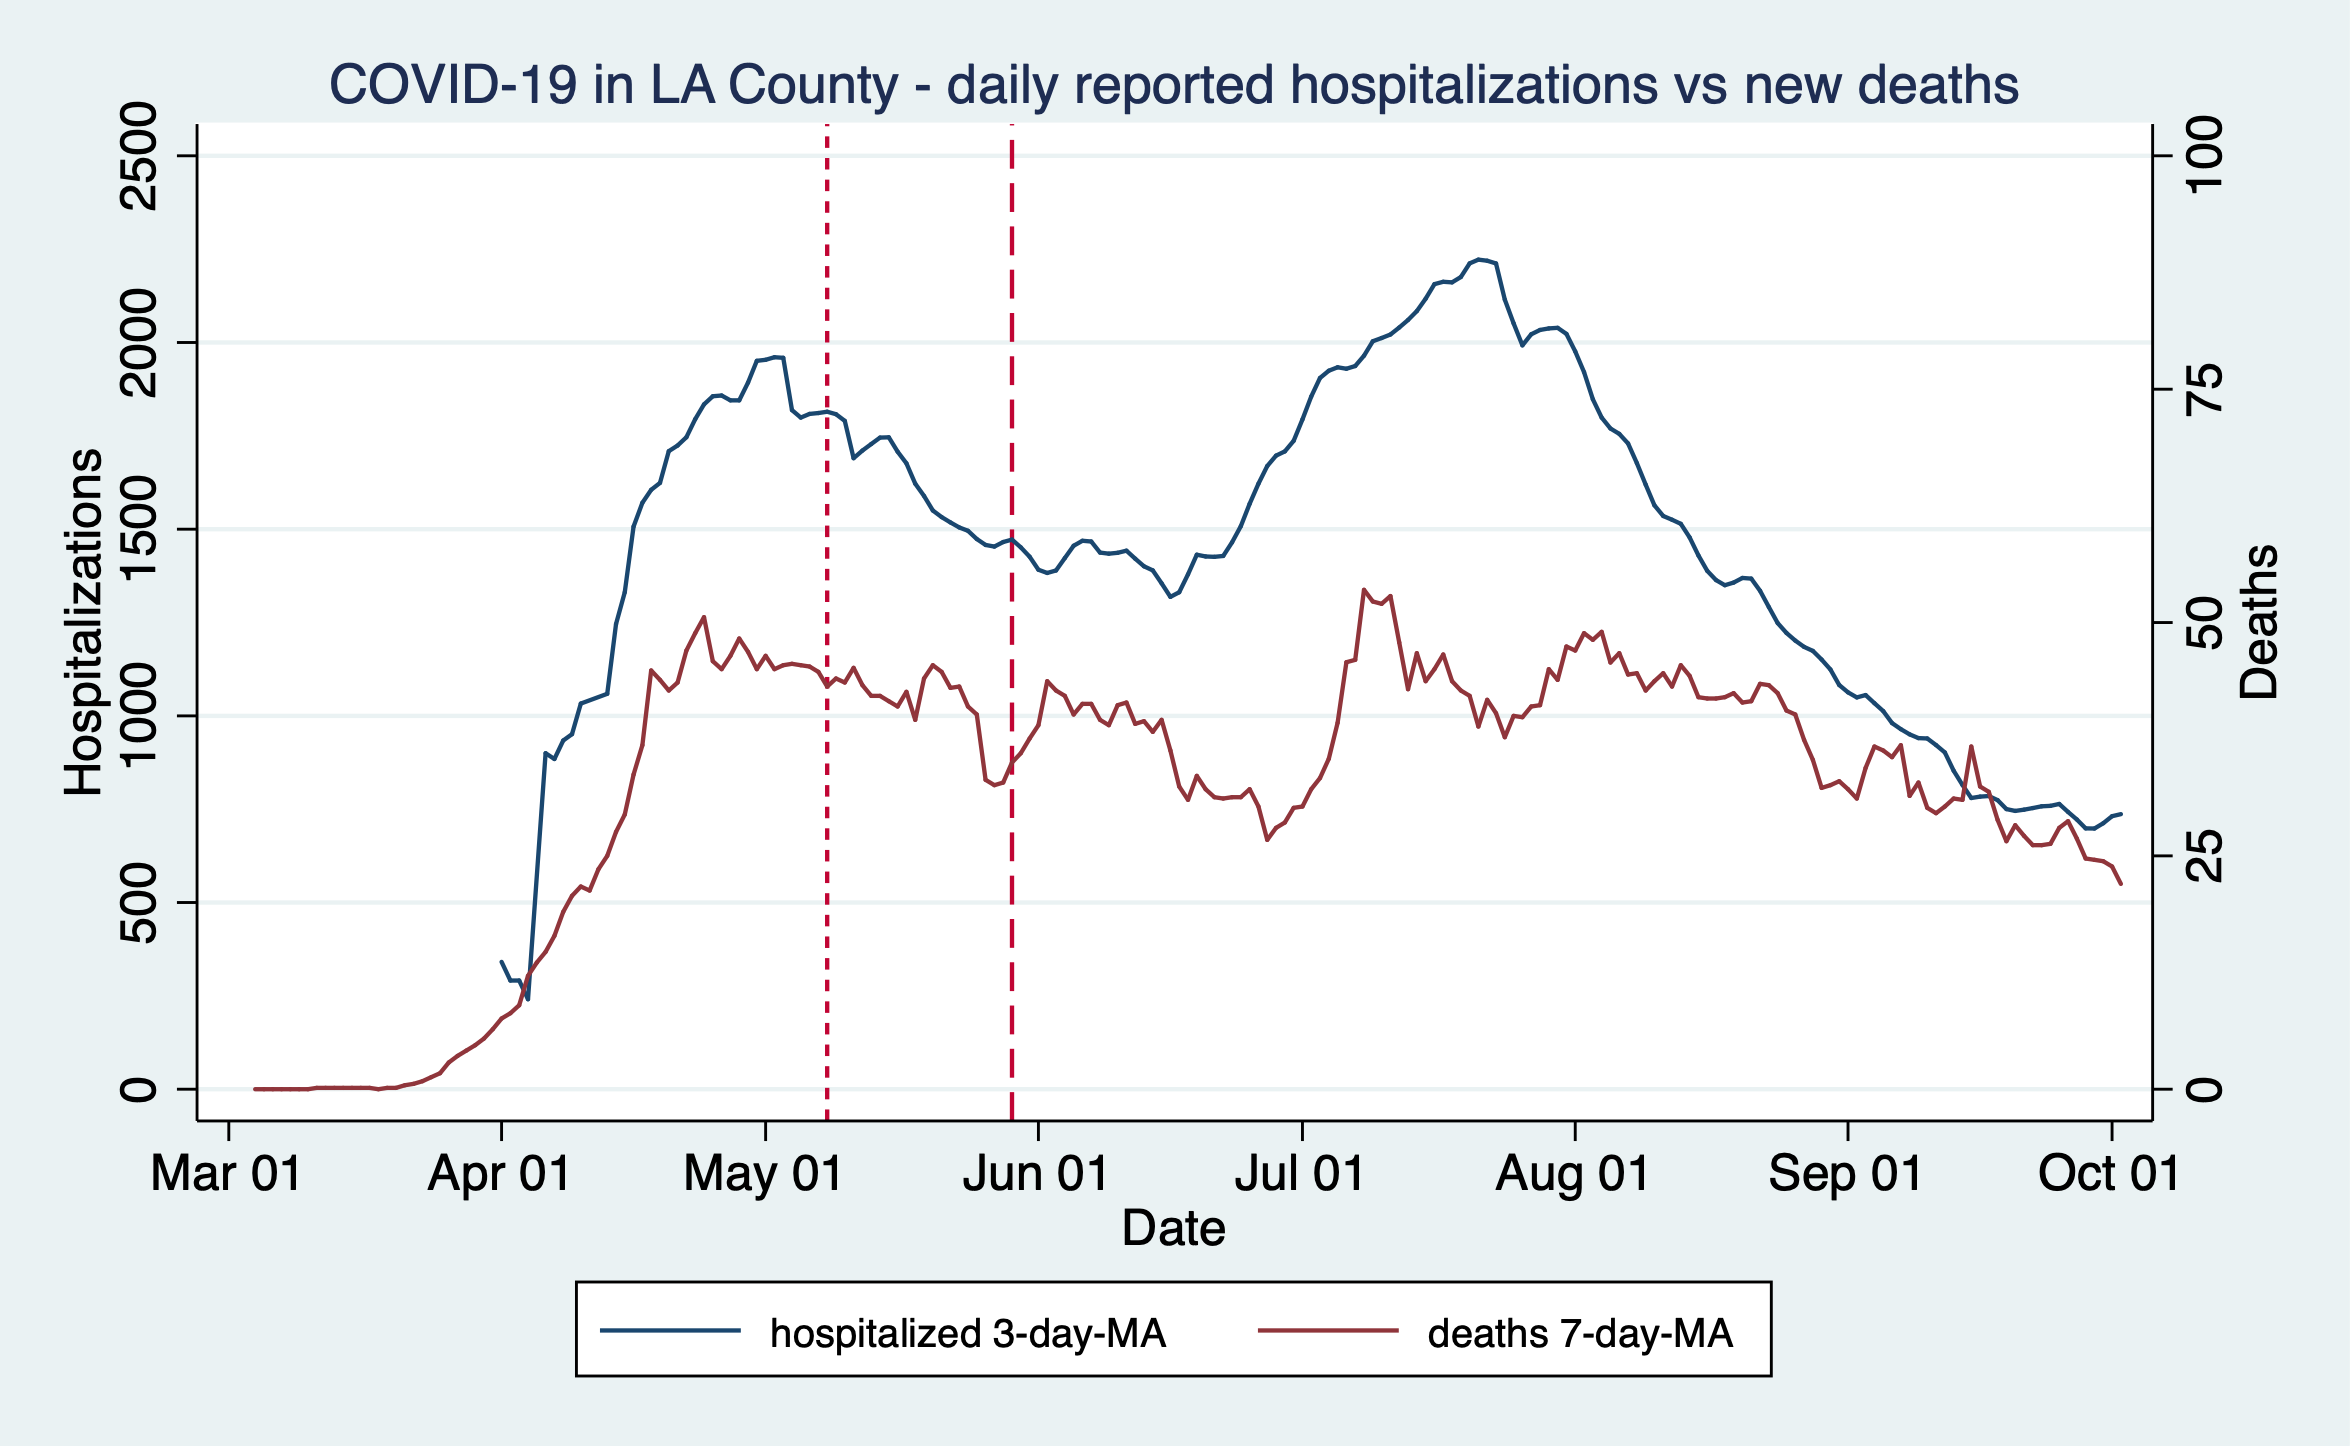 COVID-19 in LA County - daily reported hospitalizations vs new deaths
Hospitalizations
2500
2000
1500
1000
500
0
100
75
50
25
0
Deaths
Mar 01 Apr 01 May 01 Jun 01 Jul 01 Aug 01 Sep 01 Oct 01
Date
hospitalized 3-day-MA deaths 7-day-MA